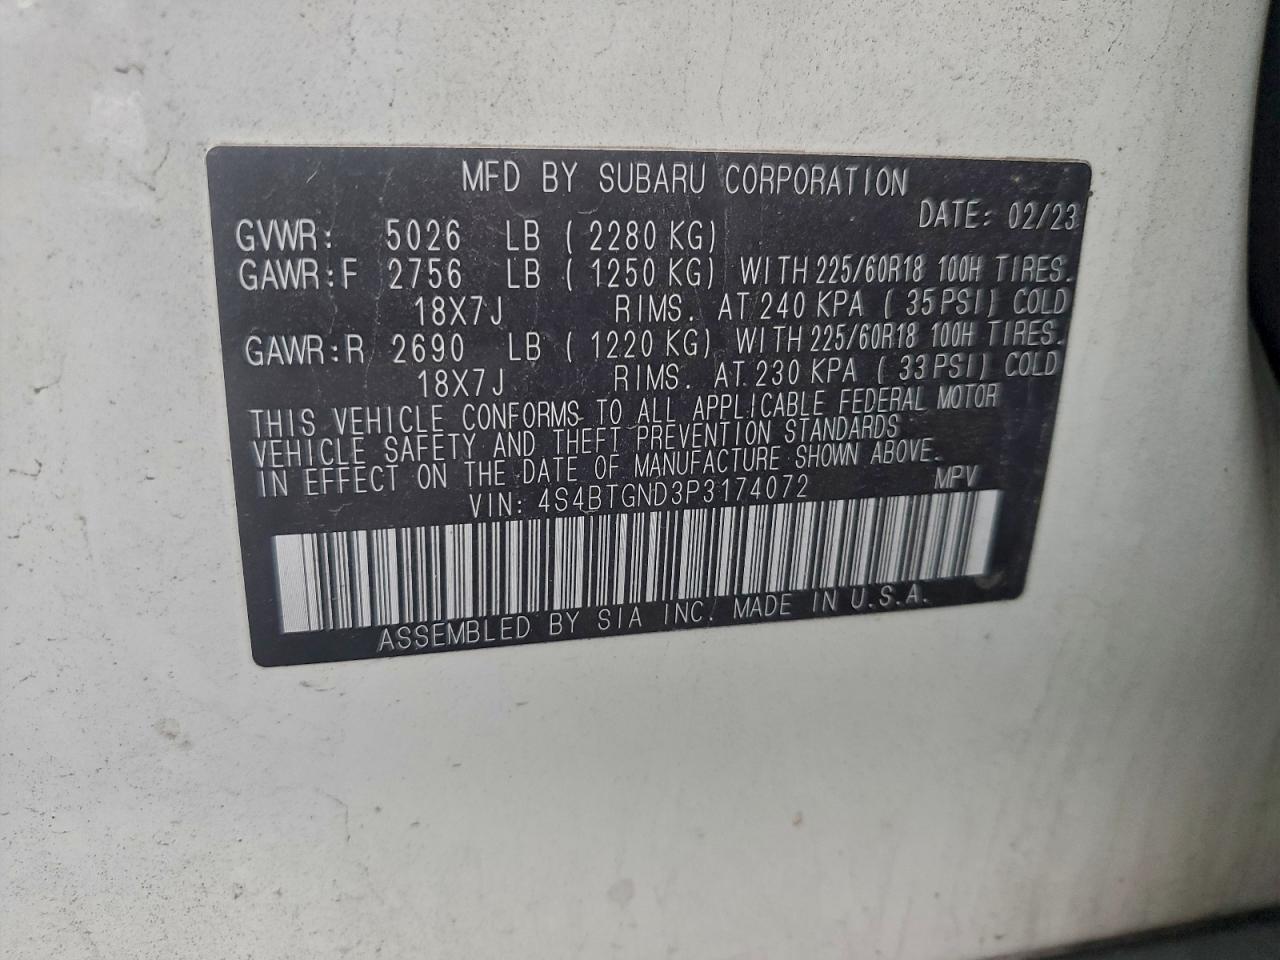 MFD BY SUBARU CORPORATION
DATE: 02/23
GVWR: 5026 LB ( 2280 KG)
GAWR:F 2756 LB ( 1250 KG) WITH 225/60R18 100H TIRES.
18X7J RIMS. AT 240 KPA ( 35 PSI) COLD
GAWR:R 2690 LB ( 1220 KG) WITH 225/60R18 100H TIRES.
18X7J RIMS. AT 230 KPA ( 33 PSI) COLD
THIS VEHICLE CONFORMS TO ALL APPLICABLE FEDERAL MOTOR
VEHICLE SAFETY AND THEFT PREVENTION STANDARDS
IN EFFECT ON THE DATE OF MANUFACTURE SHOWN ABOVE.
VIN: 4S4BTGND3P3174072 MPV
ASSEMBLED BY SIA INC. MADE IN U.S.A.